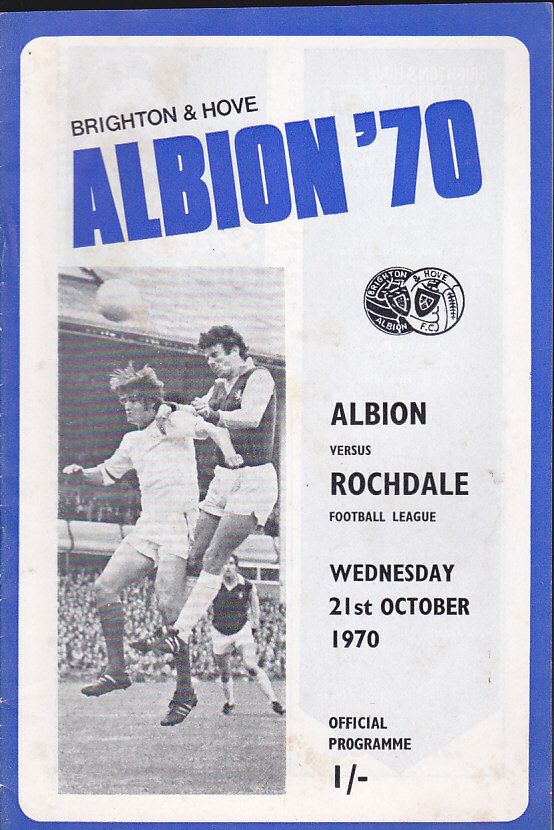 BRIGHTON & HOVE
ALBION '70
BRIGHTON & HOVE
ALBION F.C.
ALBION
VERSUS
ROCHDALE
FOOTBALL LEAGUE
WEDNESDAY
21st OCTOBER
1970
OFFICIAL
PROGRAMME
1/-